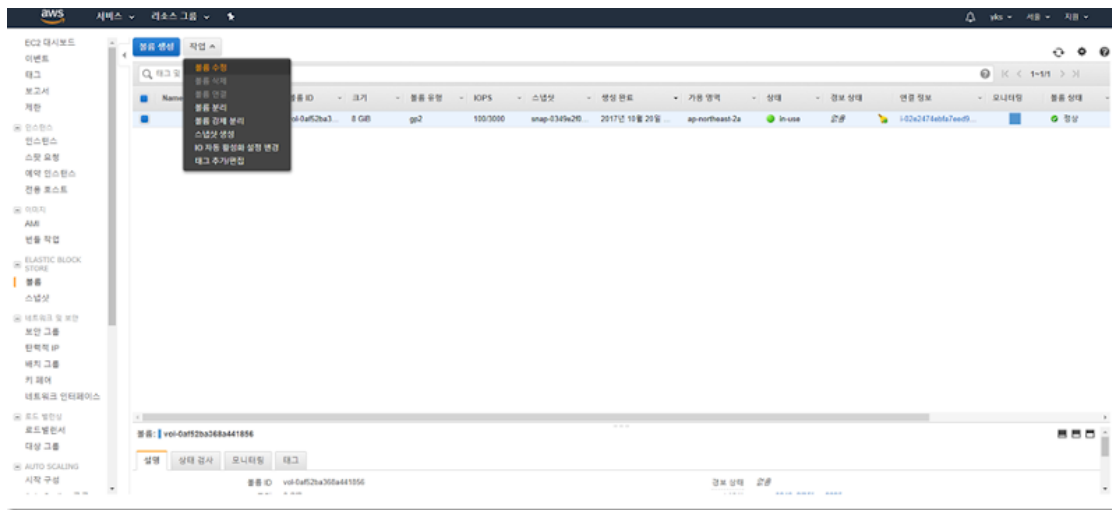 aws 서비스 리소스 그룹 yks 서울 지원
EC2 대시보드
이벤트
태그
보고서
제한
인스턴스
인스턴스
스팟 요청
예약 인스턴스
전용 호스트
이미지
AMI
번들 작업
ELASTIC BLOCK
STORE
볼륨
스냅샷
네트워크 및 보안
보안 그룹
탄력적 IP
배치 그룹
키 페어
네트워크 인터페이스
로드 밸런싱
로드밸런서
대상 그룹
AUTO SCALING
시작 구성
볼륨 생성 작업
태그 및
1~1/1
볼륨 수정
볼륨 삭제
볼륨 연결
볼륨 분리
볼륨 강제 분리
스냅샷 생성
IO 자동 활성화 설정 변경
태그 추가/편집
Name 볼륨 ID 크기 볼륨 유형 IOPS 스냅샷 생성 완료 가용 영역 상태 경보 상태 연결 정보 모니터링 볼륨 상태
vol-0af52ba3... 8 GiB gp2 100/3000 snap-0349e2f0... 2017년 10월 20일 ... ap-northeast-2a in-use 없음 i-02e2474ebfa7eed9... 정상
볼륨: vol-0af52ba368a441856
설명 상태 검사 모니터링 태그
볼륨 ID vol-0af52ba368a441856 경보 상태 없음